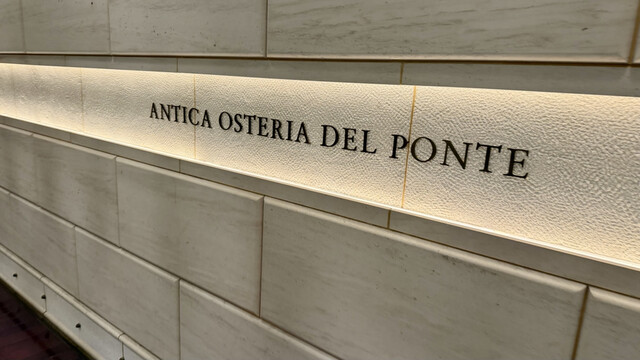 ANTICA OSTERIA DEL PONTE